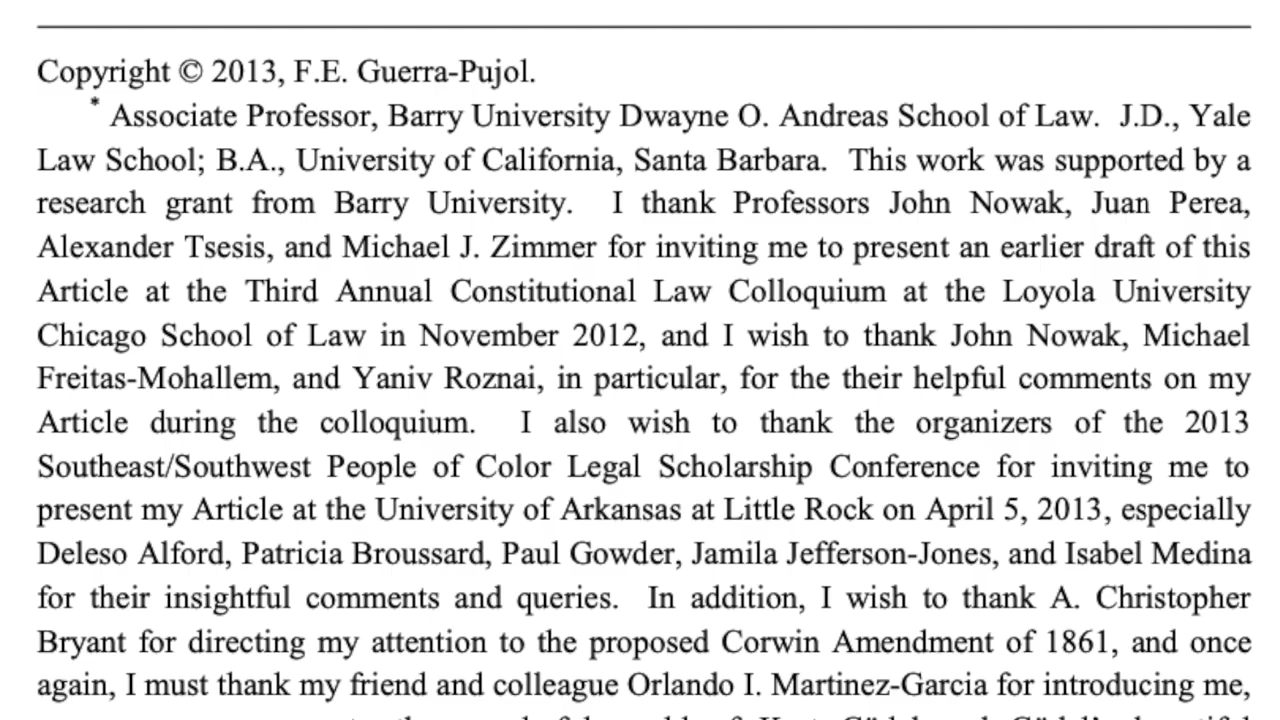 Copyright © 2013, F.E. Guerra-Pujol.
* Associate Professor, Barry University Dwayne O. Andreas School of Law. J.D., Yale
Law School; B.A., University of California, Santa Barbara. This work was supported by a
research grant from Barry University. I thank Professors John Nowak, Juan Perea,
Alexander Tsesis, and Michael J. Zimmer for inviting me to present an earlier draft of this
Article at the Third Annual Constitutional Law Colloquium at the Loyola University
Chicago School of Law in November 2012, and I wish to thank John Nowak, Michael
Freitas-Mohallem, and Yaniv Roznai, in particular, for the their helpful comments on my
Article during the colloquium. I also wish to thank the organizers of the 2013
Southeast/Southwest People of Color Legal Scholarship Conference for inviting me to
present my Article at the University of Arkansas at Little Rock on April 5, 2013, especially
Deleso Alford, Patricia Broussard, Paul Gowder, Jamila Jefferson-Jones, and Isabel Medina
for their insightful comments and queries. In addition, I wish to thank A. Christopher
Bryant for directing my attention to the proposed Corwin Amendment of 1861, and once
again, I must thank my friend and colleague Orlando I. Martinez-Garcia for introducing me,